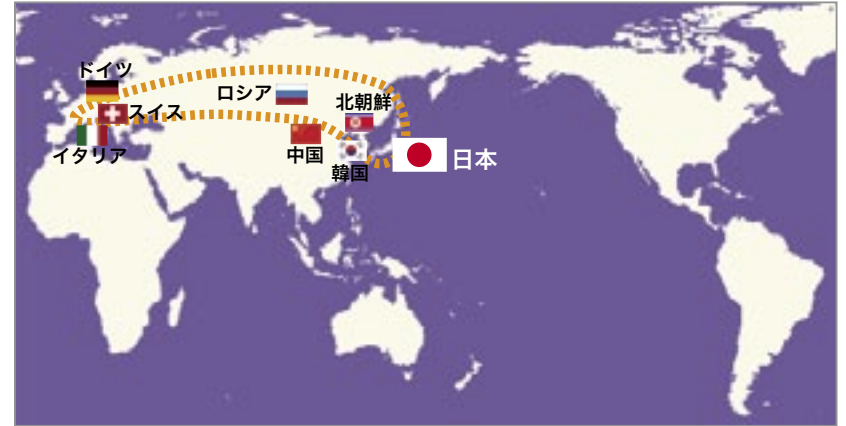 ドイツ
ロシア
北朝鮮
スイス
イタリア
中国
韓国
日本